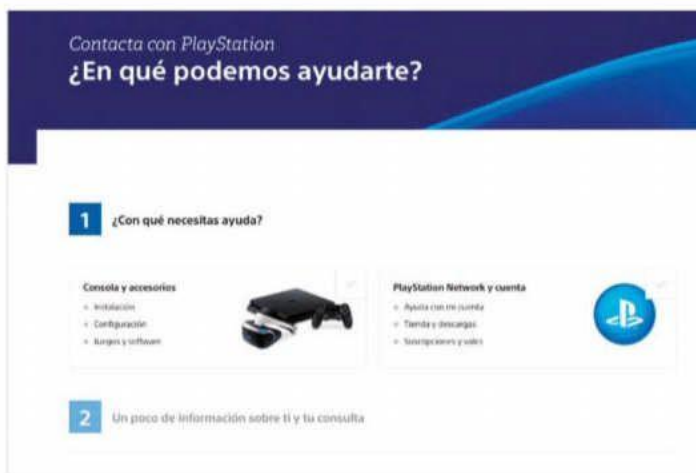 Contacta con PlayStation
¿En qué podemos ayudarte?
1 ¿Con qué necesitas ayuda?
Consola y accesorios
Instalación
Configuración
Juegos y software
PlayStation Network y cuenta
Ayuda con mi cuenta
Tienda y descargas
Suscripciones y vales
2 Un poco de información sobre ti y tu consulta